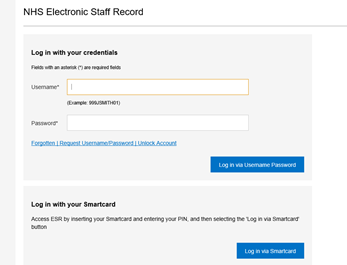 NHS Electronic Staff Record
Log in with your credentials
Fields with an asterisk (*) are required fields
Username*
(Example: 999JSMITH01)
Password*
Forgotten | Request Username/Password | Unlock Account
Log in via Username Password
Log in with your Smartcard
Access ESR by inserting your Smartcard and entering your PIN, and then selecting the 'Log in via Smartcard'
button
Log in via Smartcard